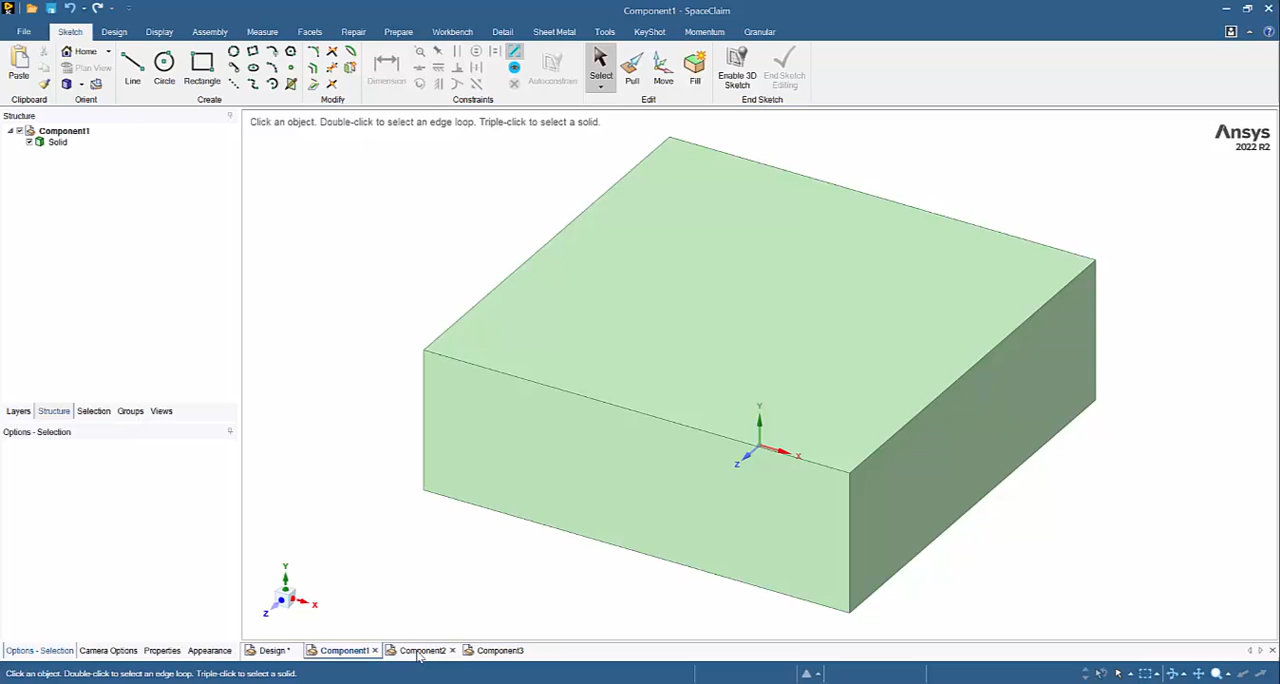 Component1 - SpaceClaim
File Sketch Design Display Assembly Measure Facets Repair Prepare Workbench Detail Sheet Metal Tools KeyShot Momentum Granular
Paste
Home
Plan View
Line
Circle
Rectangle
Dimension
Autoconstrain
Select
Pull
Move
Fill
Enable 3D
Sketch
End Sketch
Editing
Clipboard Orient Create Modify Constraints Edit End Sketch
Structure
Component1
Solid
Click an object. Double-click to select an edge loop. Triple-click to select a solid.
Ansys
2022 R2
Layers Structure Selection Groups Views
Options - Selection
Y
X
Z
Y
X
Z
Options - Selection Camera Options Properties Appearance Design* Component1 Component2 Component3
Click an object. Double-click to select an edge loop. Triple-click to select a solid.